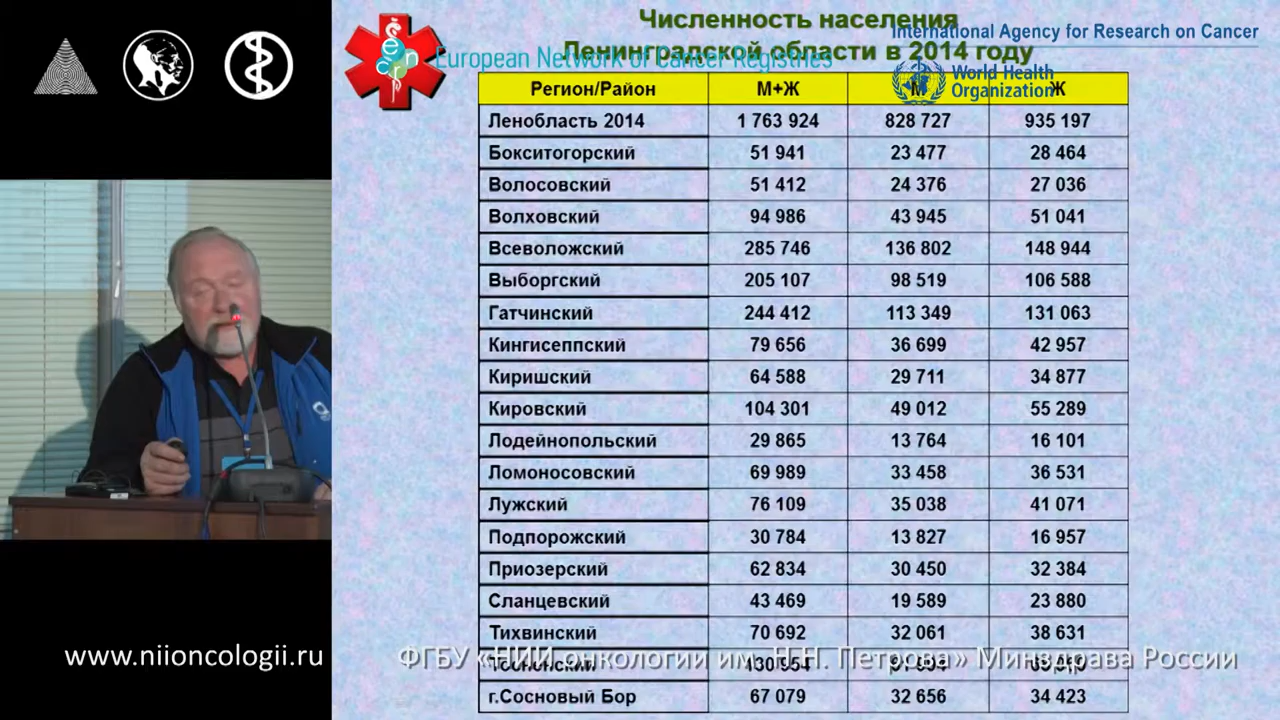 Численность населения
Ленинградской области в 2014 году
European Network of Cancer Registries
International Agency for Research on Cancer
World Health
Organization
encr
Регион/Район М+Ж М Ж
Ленобласть 2014 1 763 924 828 727 935 197
Бокситогорский 51 941 23 477 28 464
Волосовский 51 412 24 376 27 036
Волховский 94 986 43 945 51 041
Всеволожский 285 746 136 802 148 944
Выборгский 205 107 98 519 106 588
Гатчинский 244 412 113 349 131 063
Кингисеппский 79 656 36 699 42 957
Киришский 64 588 29 711 34 877
Кировский 104 301 49 012 55 289
Лодейнопольский 29 865 13 764 16 101
Ломоносовский 69 989 33 458 36 531
Лужский 76 109 35 038 41 071
Подпорожский 30 784 13 827 16 957
Приозерский 62 834 30 450 32 384
Сланцевский 43 469 19 589 23 880
Тихвинский 70 692 32 061 38 631
Тосненский 130 954
г.Сосновый Бор 67 079 32 656 34 423
www.niioncologii.ru
ФГБУ «НИИ онкологии им. Н.Н. Петрова» Минздрава России